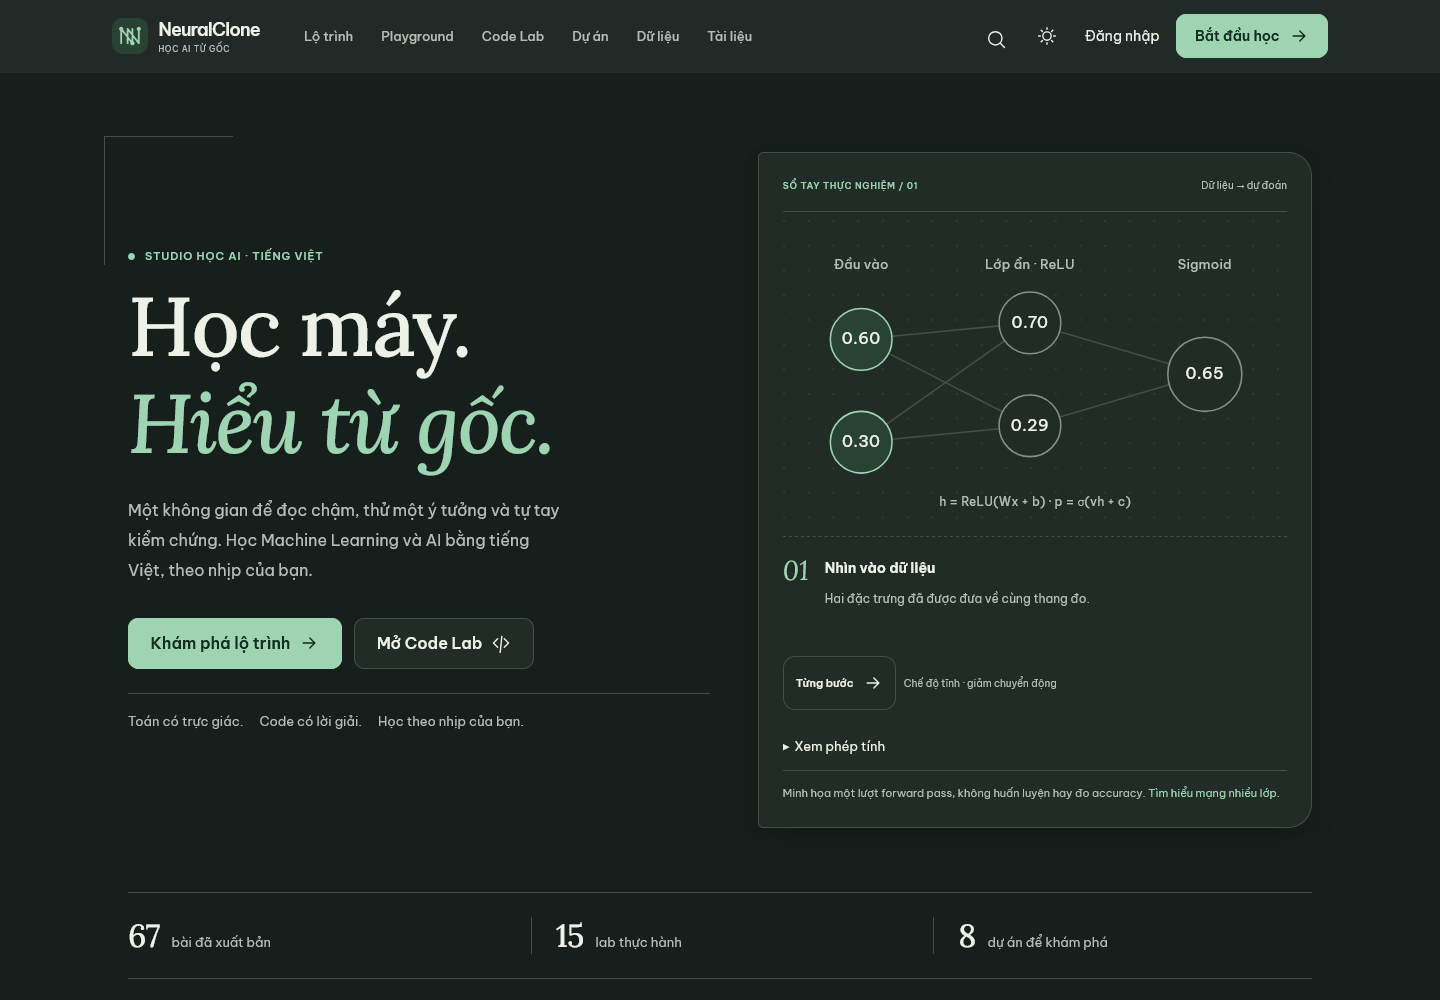 NeuralClone
HỌC AI TỪ GỐC
Lộ trình
Playground
Code Lab
Dự án
Dữ liệu
Tài liệu
Đăng nhập
Bắt đầu học
STUDIO HỌC AI · TIẾNG VIỆT
Học máy.
Hiểu từ gốc.
Một không gian để đọc chậm, thử một ý tưởng và tự tay
kiểm chứng. Học Machine Learning và AI bằng tiếng
Việt, theo nhịp của bạn.
Khám phá lộ trình →
Mở Code Lab
Toán có trực giác.
Code có lời giải.
Học theo nhịp của bạn.
SỔ TAY THỰC NGHIỆM / 01
Dữ liệu → dự đoán
Đầu vào
Lớp ẩn · ReLU
Sigmoid
0.60
0.70
0.65
0.30
0.29
h = ReLU(Wx + b) · p = σ(vh + c)
01
Nhìn vào dữ liệu
Hai đặc trưng đã được đưa về cùng thang đo.
Từng bước →
Chế độ tĩnh · giảm chuyển động
▸ Xem phép tính
Minh họa một lượt forward pass, không huấn luyện hay đo accuracy. Tìm hiểu mạng nhiều lớp.
67 bài đã xuất bản
15 lab thực hành
8 dự án để khám phá